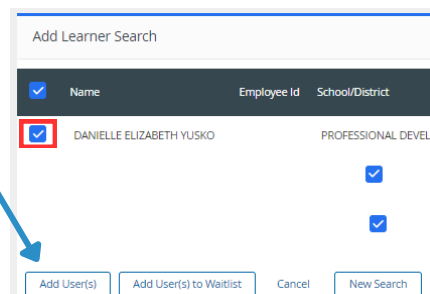 Add Learner Search
Name Employee Id School/District
DANIELLE ELIZABETH YUSKO PROFESSIONAL DEVEL
Add User(s) Add User(s) to Waitlist Cancel New Search